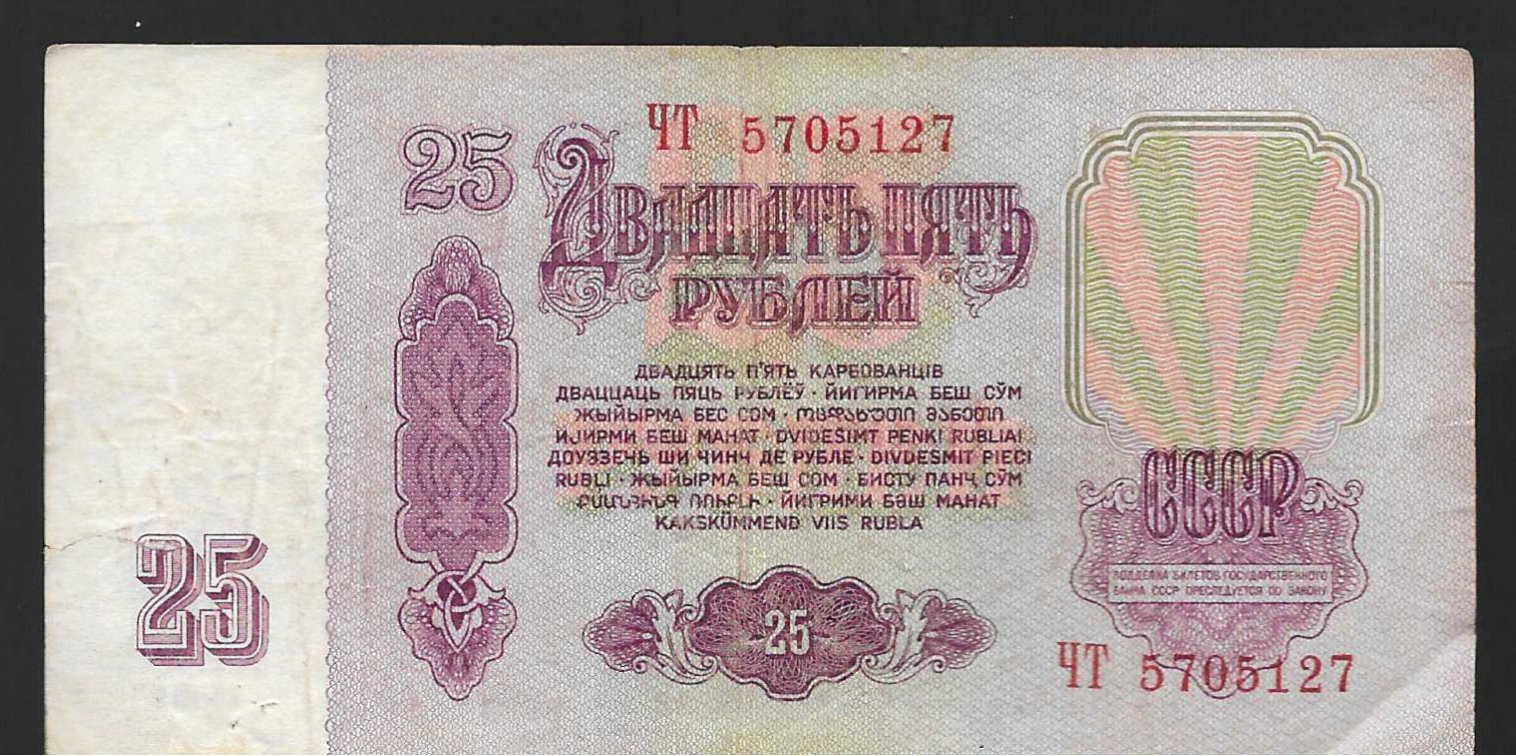 ЧТ 5705127
25
ДВАДЦАТЬ ПЯТЬ
РУБЛЕЙ
ДВАДЦЯТЬ П'ЯТЬ КАРБОВАНЦІВ
ДВАЦЦАЦЬ ПЯЦЬ РУБЛЁЎ · ЙИГИРМА БЕШ СЎМ
ЖЫЙЫРМА БЕС СОМ · ოცდახუთი მანეთი
ИЈИРМИ БЕШ МАНАТ · DVIDEŠIMT PENKI RUBLIAI
ДОУЭЗЕЧЬ ШИ ЧИНЧ ДЕ РУБЛЕ · DIVDESMIT PIECI
RUBĻI · ЖЫЙЫРМА БЕШ СОМ · БИСТУ ПАНҶ СӮМ
ՔՍԱՆՀԻՆԳ ՌՈՒԲԼԻ · ЙИГРИМИ БӘШ МАНАТ
KAKSKÜMMEND VIIS RUBLA
СССР
ПОДДЕЛКА БИЛЕТОВ ГОСУДАРСТВЕННОГО
БАНКА СССР ПРЕСЛЕДУЕТСЯ ПО ЗАКОНУ
25
25
ЧТ 5705127